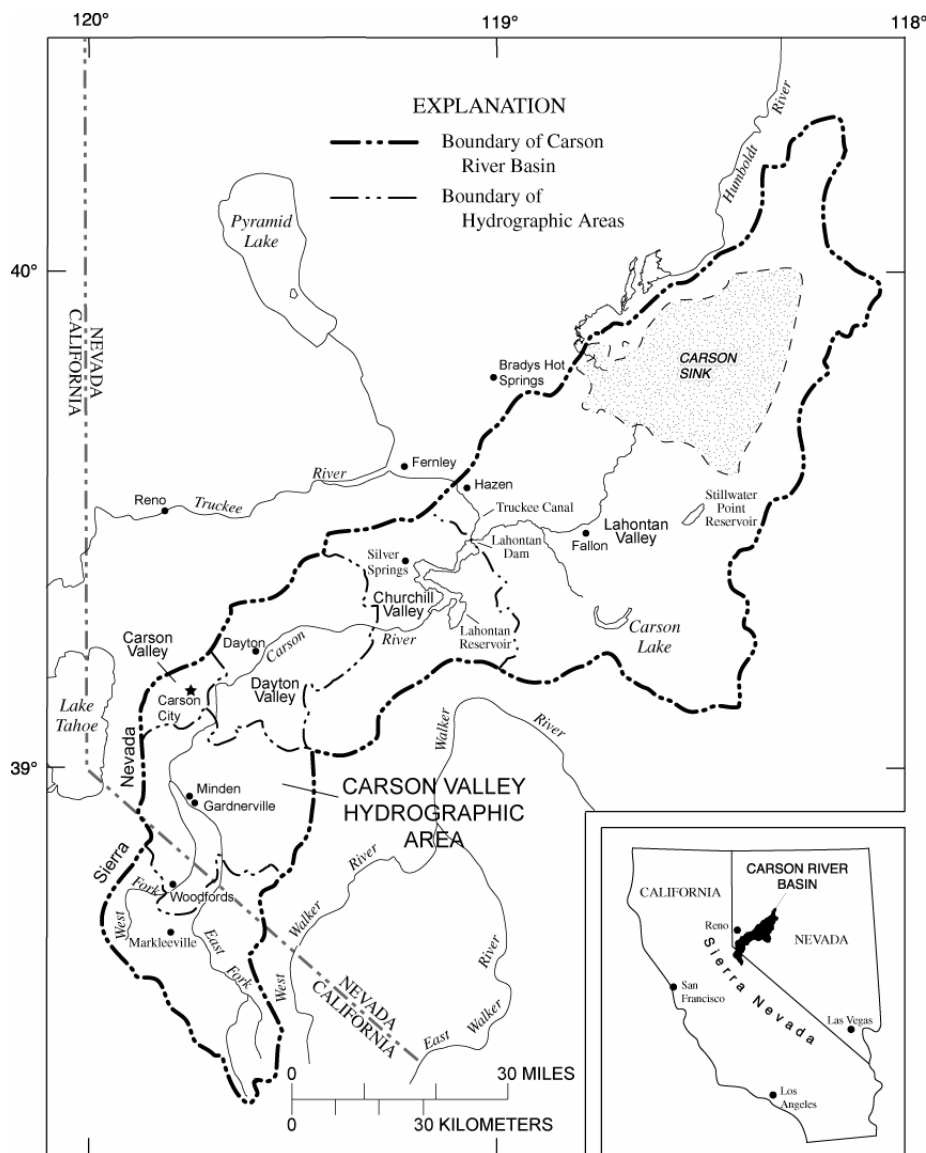 120°
119°
118°
EXPLANATION
Boundary of Carson
River Basin
Boundary of
Hydrographic Areas
Humboldt
River
Pyramid
Lake
40°
NEVADA
CALIFORNIA
CARSON
SINK
Bradys Hot
Springs
Fernley
River
Hazen
Reno
Truckee
Truckee Canal
Stillwater
Point
Reservoir
Lahontan
Valley
Fallon
Lahontan
Dam
Silver
Springs
Churchill
Valley
Carson
Lake
Lahontan
Reservoir
River
Carson
Dayton
Carson
Valley
Dayton
Valley
Carson
City
Lake
Tahoe
Walker
River
39°
Nevada
Sierra
Minden
Gardnerville
CARSON VALLEY
HYDROGRAPHIC
AREA
River
Walker
West
Woodfords
Fork
West
Markleeville
East
Fork
River
Walker
East
NEVADA
CALIFORNIA
0
30 MILES
0
30 KILOMETERS
CALIFORNIA
CARSON RIVER
BASIN
Reno
NEVADA
Sierra Nevada
San
Francisco
Las Vegas
Los
Angeles